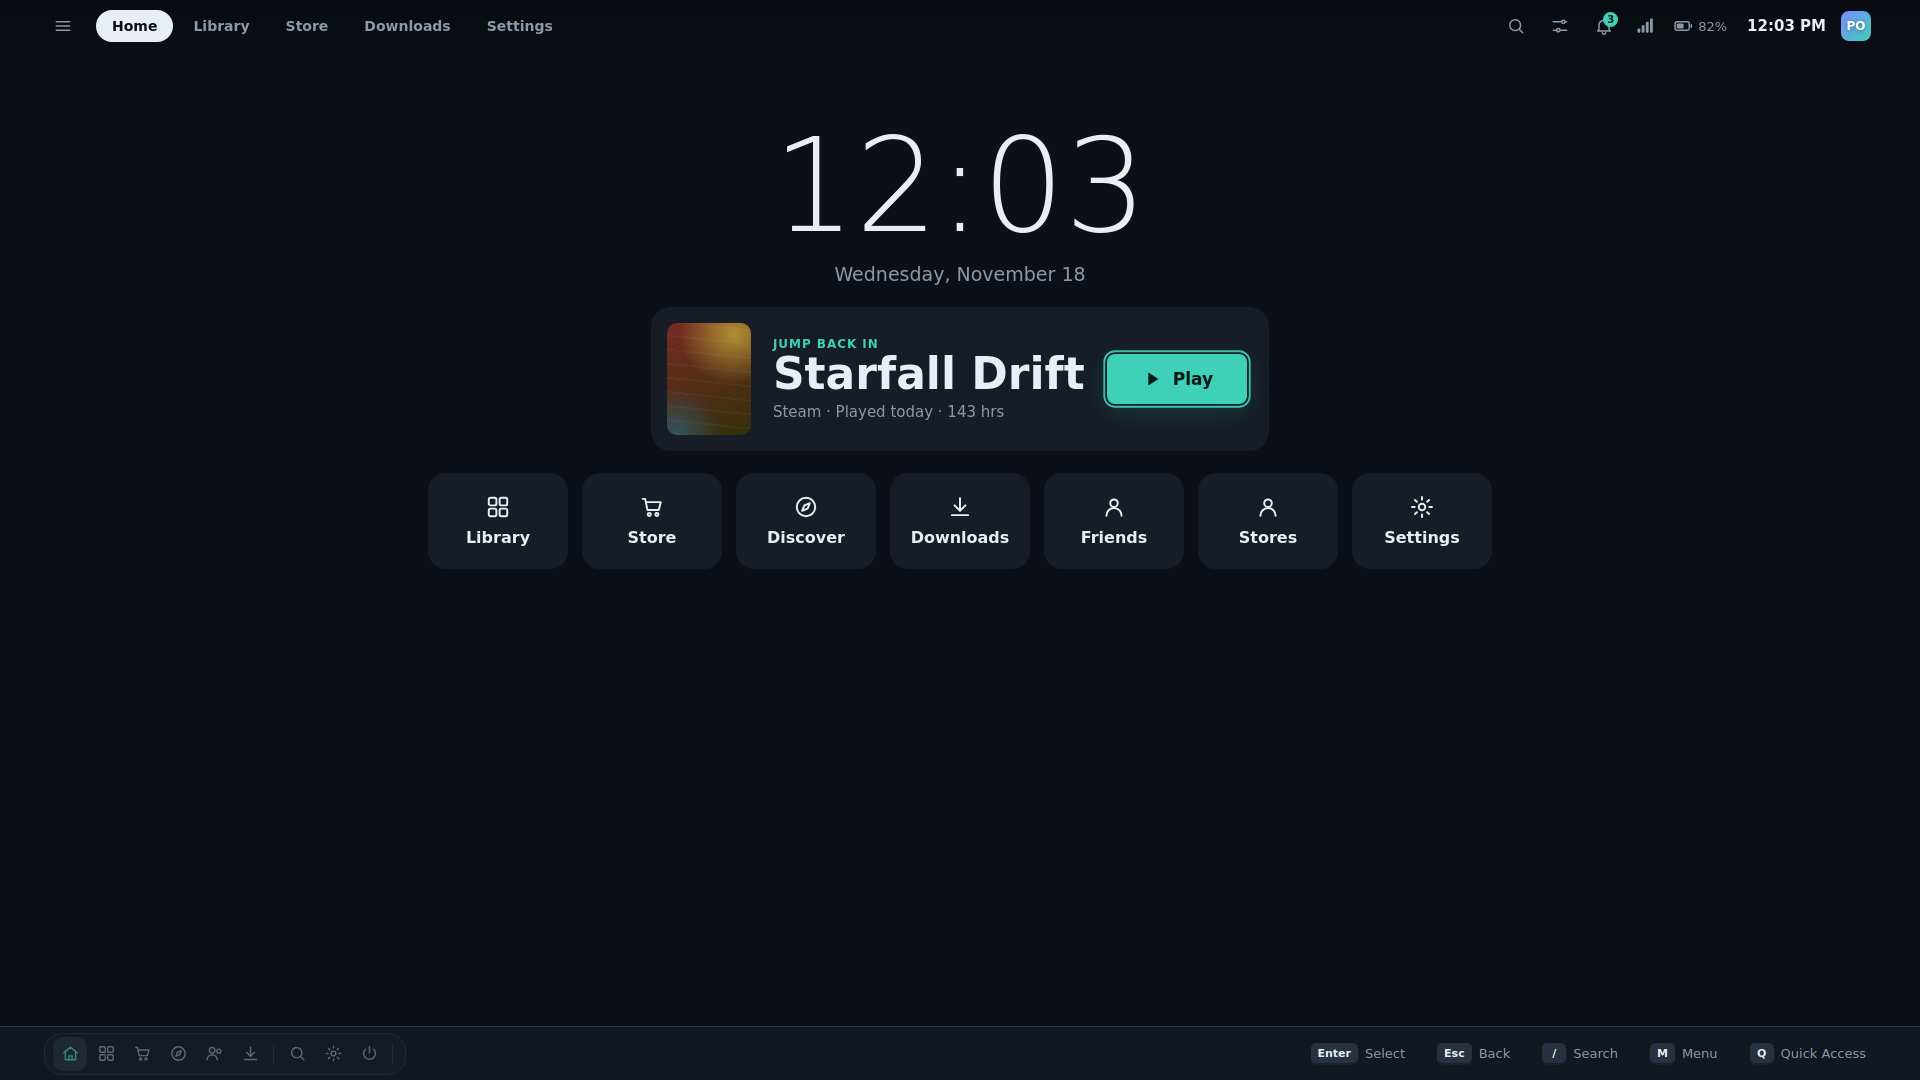 Home Library Store Downloads Settings 3 82% 12:03 PM PO
12:03
Wednesday, November 18
JUMP BACK IN
Starfall Drift
Steam · Played today · 143 hrs
Play
Library Store Discover Downloads Friends Stores Settings
Enter Select Esc Back / Search M Menu Q Quick Access